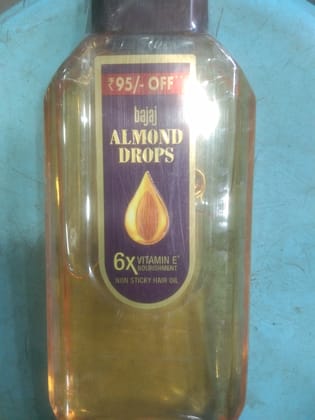 ₹95/- OFF**
bajaj
ALMOND
DROPS
6X VITAMIN E*
NOURISHMENT
NON STICKY HAIR OIL